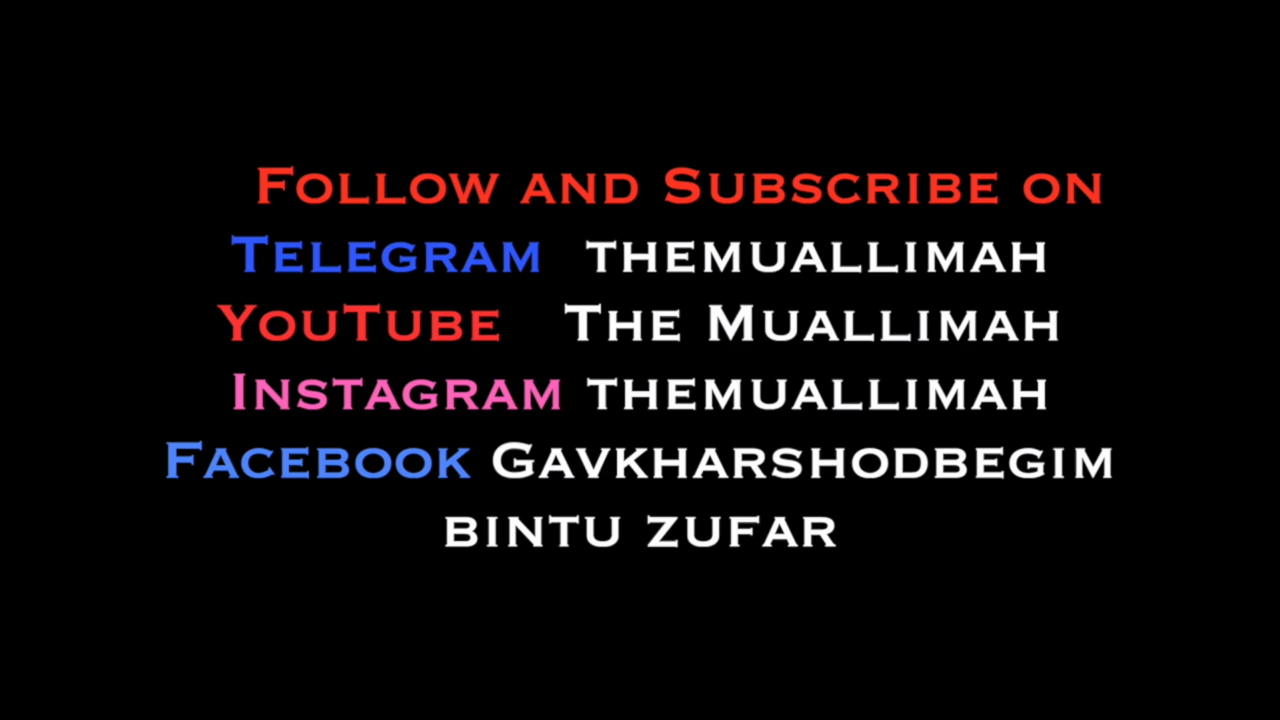 Follow and Subscribe on
Telegram themuallimah
YouTube The Muallimah
Instagram themuallimah
Facebook Gavkharshodbegim
bintu zufar